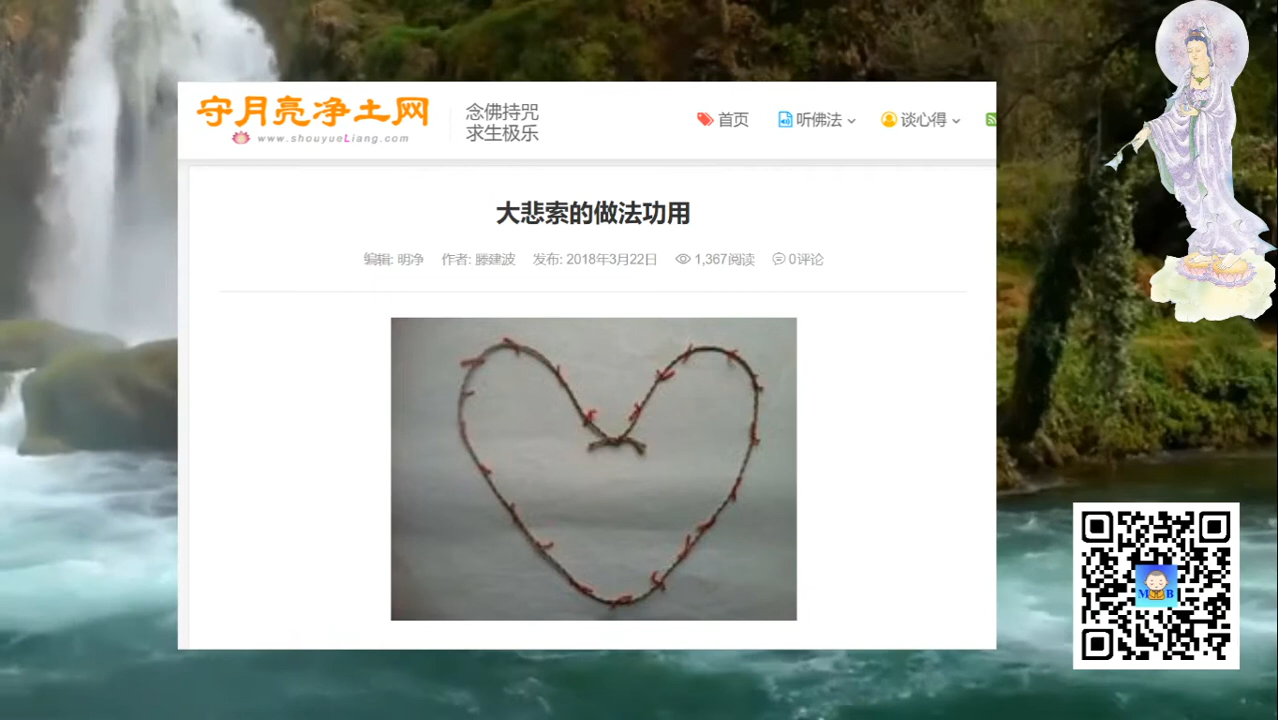 守月亮净土网
www.shouyueLiang.com
念佛持咒
求生极乐
首页
听佛法
谈心得
大悲索的做法功用
编辑: 明净 作者: 滕建波 发布: 2018年3月22日 1,367阅读 0评论
M B